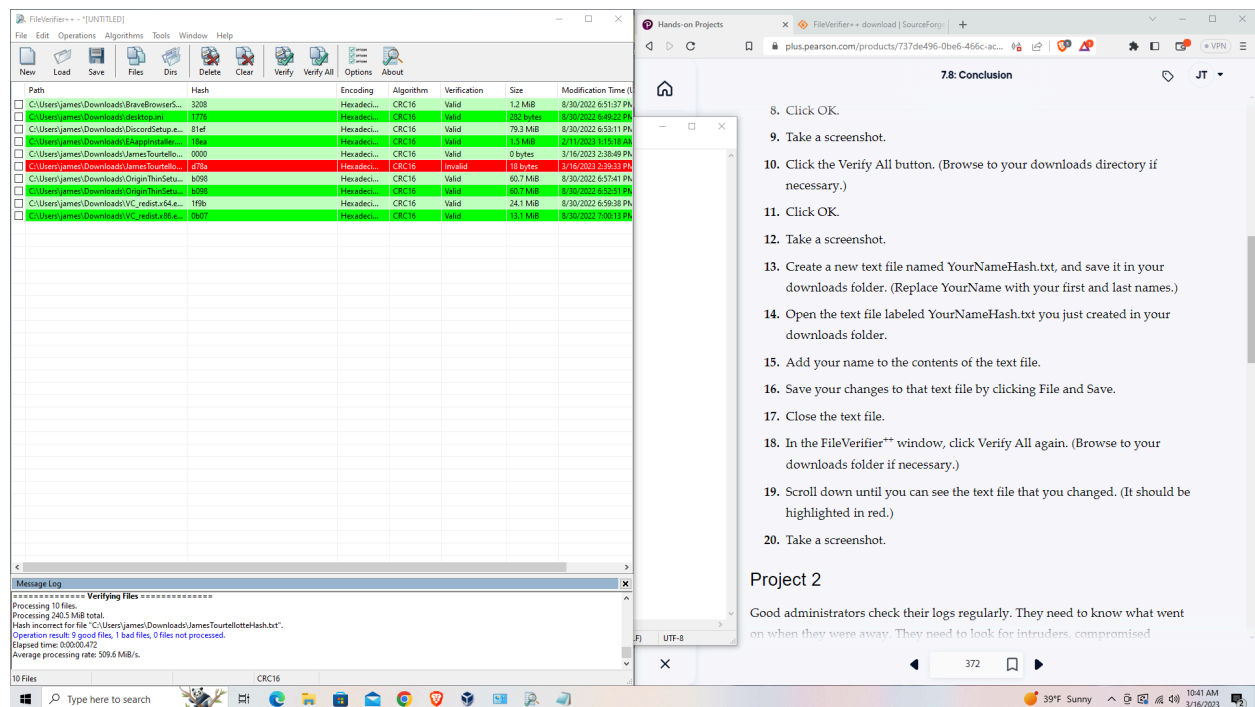 FileVerifier++ - *[UNTITLED]
File Edit Operations Algorithms Tools Window Help
New Load Save Files Dirs Delete Clear Verify Verify All Options About
Path Hash Encoding Algorithm Verification Size Modification Time (U
C:\Users\james\Downloads\BraveBrowserS... 3208 Hexadeci... CRC16 Valid 1.2 MiB 8/30/2022 6:51:37 PM
C:\Users\james\Downloads\desktop.ini 1776 Hexadeci... CRC16 Valid 282 bytes 8/30/2022 6:49:22 PM
C:\Users\james\Downloads\DiscordSetup.e... 81ef Hexadeci... CRC16 Valid 79.3 MiB 8/30/2022 6:53:11 PM
C:\Users\james\Downloads\EAappInstaller.... 18ea Hexadeci... CRC16 Valid 1.5 MiB 2/11/2023 1:15:18 AM
C:\Users\james\Downloads\JamesTourtello... 0000 Hexadeci... CRC16 Valid 0 bytes 3/16/2023 2:38:49 PM
C:\Users\james\Downloads\JamesTourtello... d78a Hexadeci... CRC16 Invalid 18 bytes 3/16/2023 2:39:33 PM
C:\Users\james\Downloads\OriginThinSetu... b098 Hexadeci... CRC16 Valid 60.7 MiB 8/30/2022 6:57:41 PM
C:\Users\james\Downloads\OriginThinSetu... b098 Hexadeci... CRC16 Valid 60.7 MiB 8/30/2022 6:52:51 PM
C:\Users\james\Downloads\VC_redist.x64.e... 1f9b Hexadeci... CRC16 Valid 24.1 MiB 8/30/2022 6:59:38 PM
C:\Users\james\Downloads\VC_redist.x86.e... 0b07 Hexadeci... CRC16 Valid 13.1 MiB 8/30/2022 7:00:13 PM
Message Log
============== Verifying Files ==============
Processing 10 files.
Processing 240.5 MiB total.
Hash incorrect for file "C:\Users\james\Downloads\JamesTourtellotteHash.txt".
Operation result: 9 good files, 1 bad files, 0 files not processed.
Elapsed time: 0:00:00.472
Average processing rate: 509.6 MiB/s.
10 Files CRC16
.F) UTF-8
Hands-on Projects
FileVerifier++ download | SourceForge
plus.pearson.com/products/737de496-0be6-466c-ac...
VPN
7.8: Conclusion
JT
8. Click OK.
9. Take a screenshot.
10. Click the Verify All button. (Browse to your downloads directory if
necessary.)
11. Click OK.
12. Take a screenshot.
13. Create a new text file named YourNameHash.txt, and save it in your
downloads folder. (Replace YourName with your first and last names.)
14. Open the text file labeled YourNameHash.txt you just created in your
downloads folder.
15. Add your name to the contents of the text file.
16. Save your changes to that text file by clicking File and Save.
17. Close the text file.
18. In the FileVerifier++ window, click Verify All again. (Browse to your
downloads folder if necessary.)
19. Scroll down until you can see the text file that you changed. (It should be
highlighted in red.)
20. Take a screenshot.
Project 2
Good administrators check their logs regularly. They need to know what went
on when they were away. They need to look for intruders, compromised
372
Type here to search
39°F Sunny
10:41 AM
3/16/2023
2